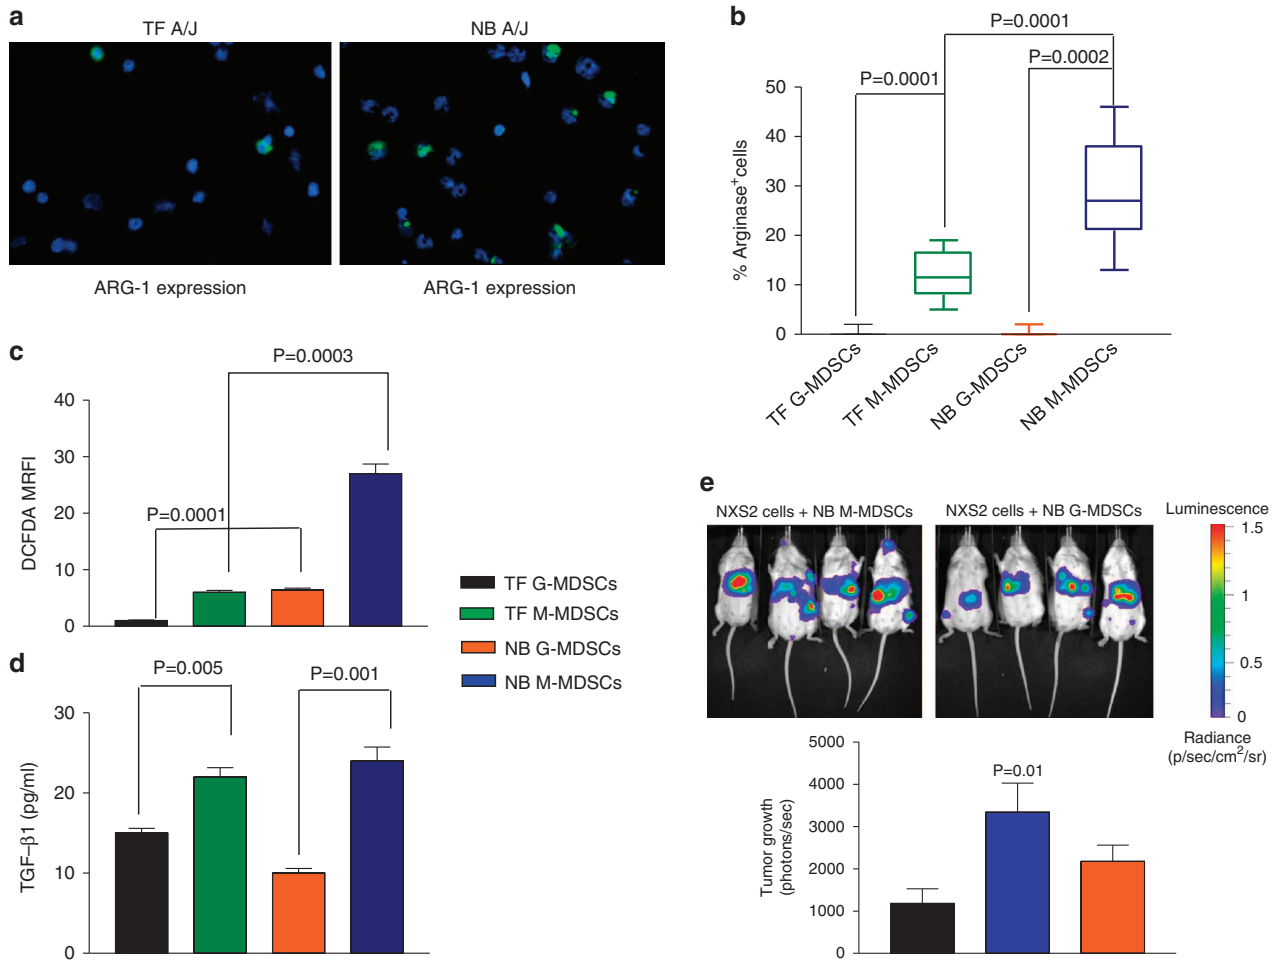 a
TF A/J
NB A/J
ARG-1 expression
ARG-1 expression
b
P=0.0001
P=0.0002
P=0.0001
% Arginase⁺cells
50
40
30
20
10
0
TF G-MDSCs
TF M-MDSCs
NB G-MDSCs
NB M-MDSCs
c
P=0.0003
P=0.0001
DCFDA MRFI
40
30
20
10
0
TF G-MDSCs
TF M-MDSCs
NB G-MDSCs
NB M-MDSCs
d
P=0.005
P=0.001
TGF–β1 (pg/ml)
30
20
10
0
e
NXS2 cells + NB M-MDSCs
NXS2 cells + NB G-MDSCs
Luminescence
1.5
1
0.5
0
Radiance
(p/sec/cm²/sr)
Tumor growth
(photons/sec)
5000
4000
3000
2000
1000
0
P=0.01